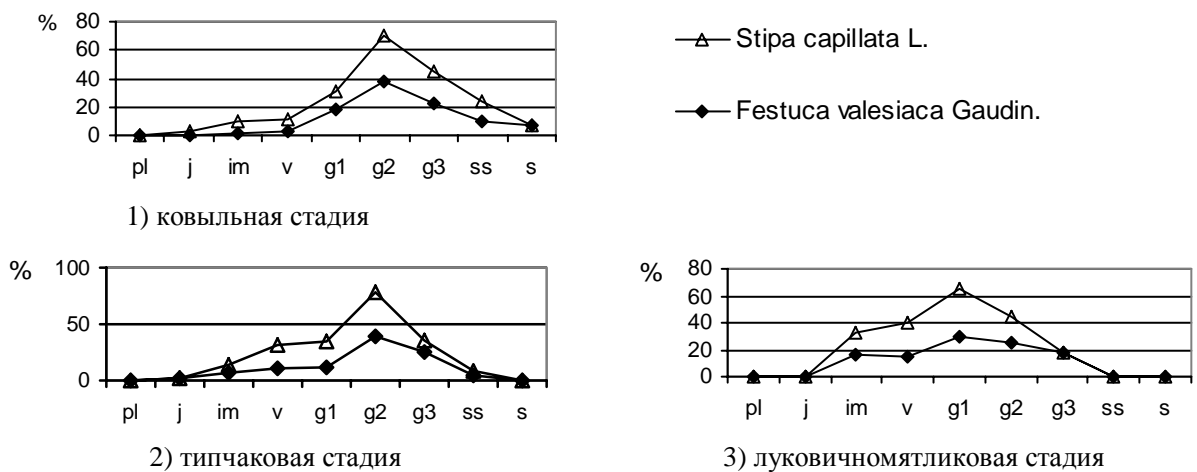 %
80
60
40
20
0
pl j im v g1 g2 g3 ss s
1) ковыльная стадия
Stipa capillata L.
Festuca valesiaca Gaudin.
%
100
50
0
pl j im v g1 g2 g3 ss s
2) типчаковая стадия
%
80
60
40
20
0
pl j im v g1 g2 g3 ss s
3) луковичномятликовая стадия